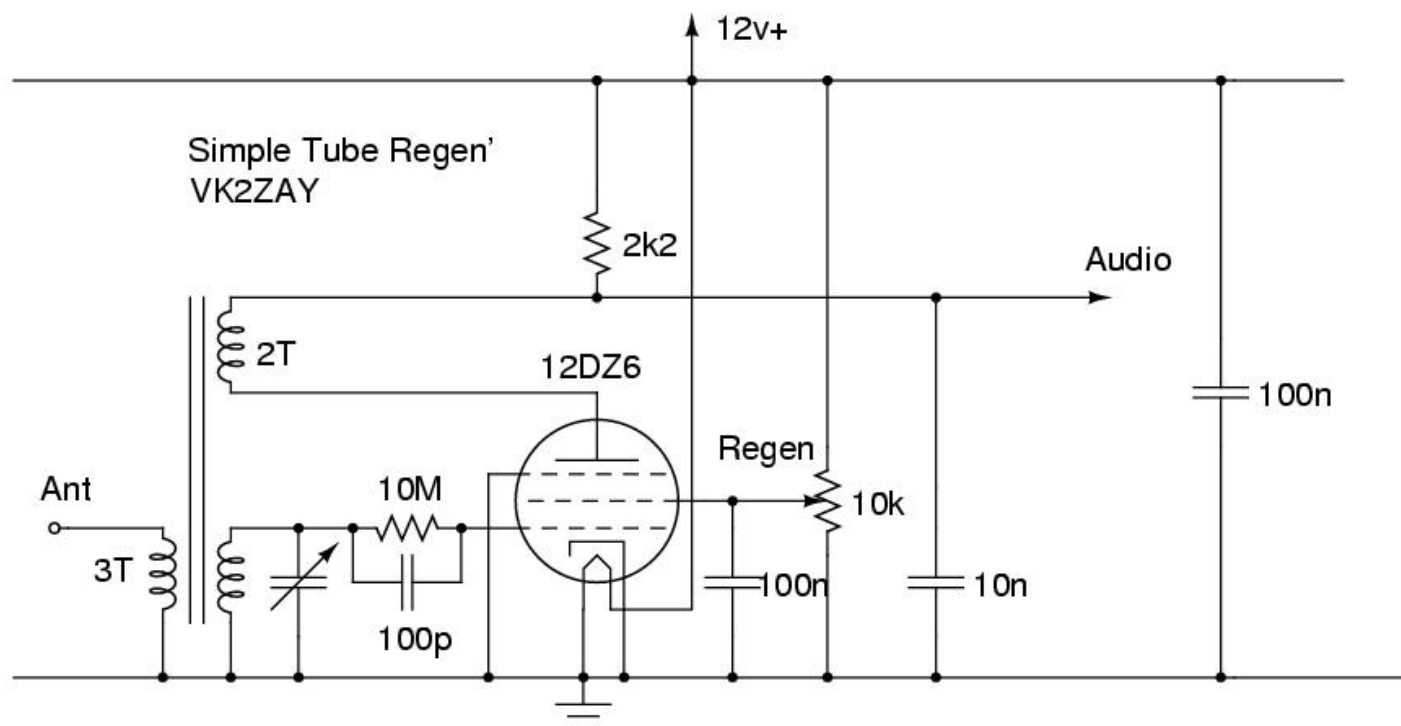 12v+
Simple Tube Regen'
VK2ZAY
2k2
Audio
2T
12DZ6
100n
Regen
Ant
10M
10k
3T
100n
10n
100p